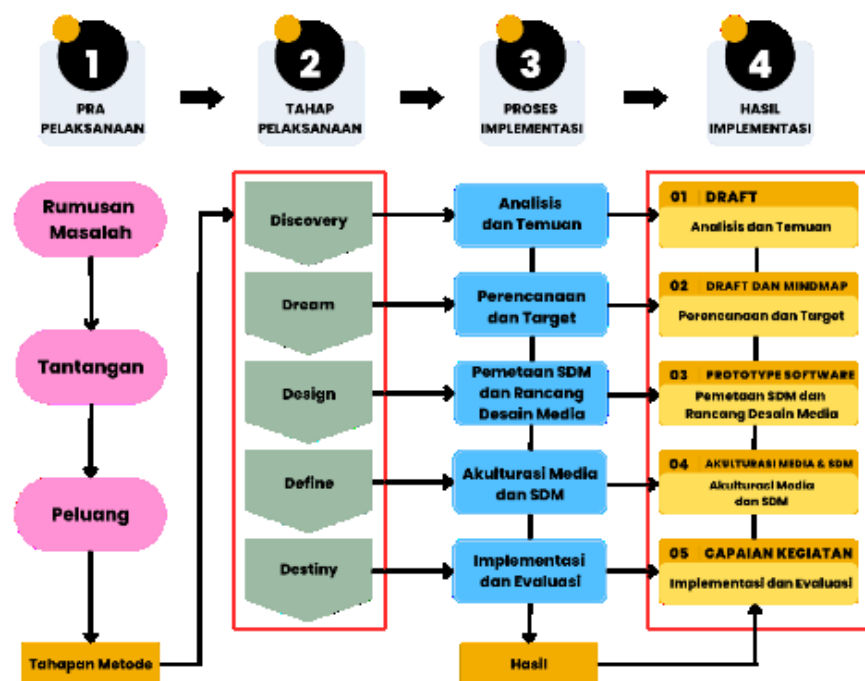 1
PRA
PELAKSANAAN
2
TAHAP
PELAKSANAAN
3
PROSES
IMPLEMENTASI
4
HASIL
IMPLEMENTASI
Rumusan
Masalah
Tantangan
Peluang
Tahapan Metode
Discovery
Dream
Design
Define
Destiny
Analisis
dan Temuan
Perencanaan
dan Target
Pemetaan SDM
dan Rancang
Desain Media
Akulturasi Media
dan SDM
Implementasi
dan Evaluasi
Hasil
01 DRAFT
Analisis dan Temuan
02 DRAFT DAN MINDMAP
Perencanaan dan Target
03 PROTOTYPE SOFTWARE
Pemetaan SDM dan
Rancang Desain Media
04 AKULTURASI MEDIA & SDM
Akulturasi Media
dan SDM
05 CAPAIAN KEGIATAN
Implementasi dan Evaluasi